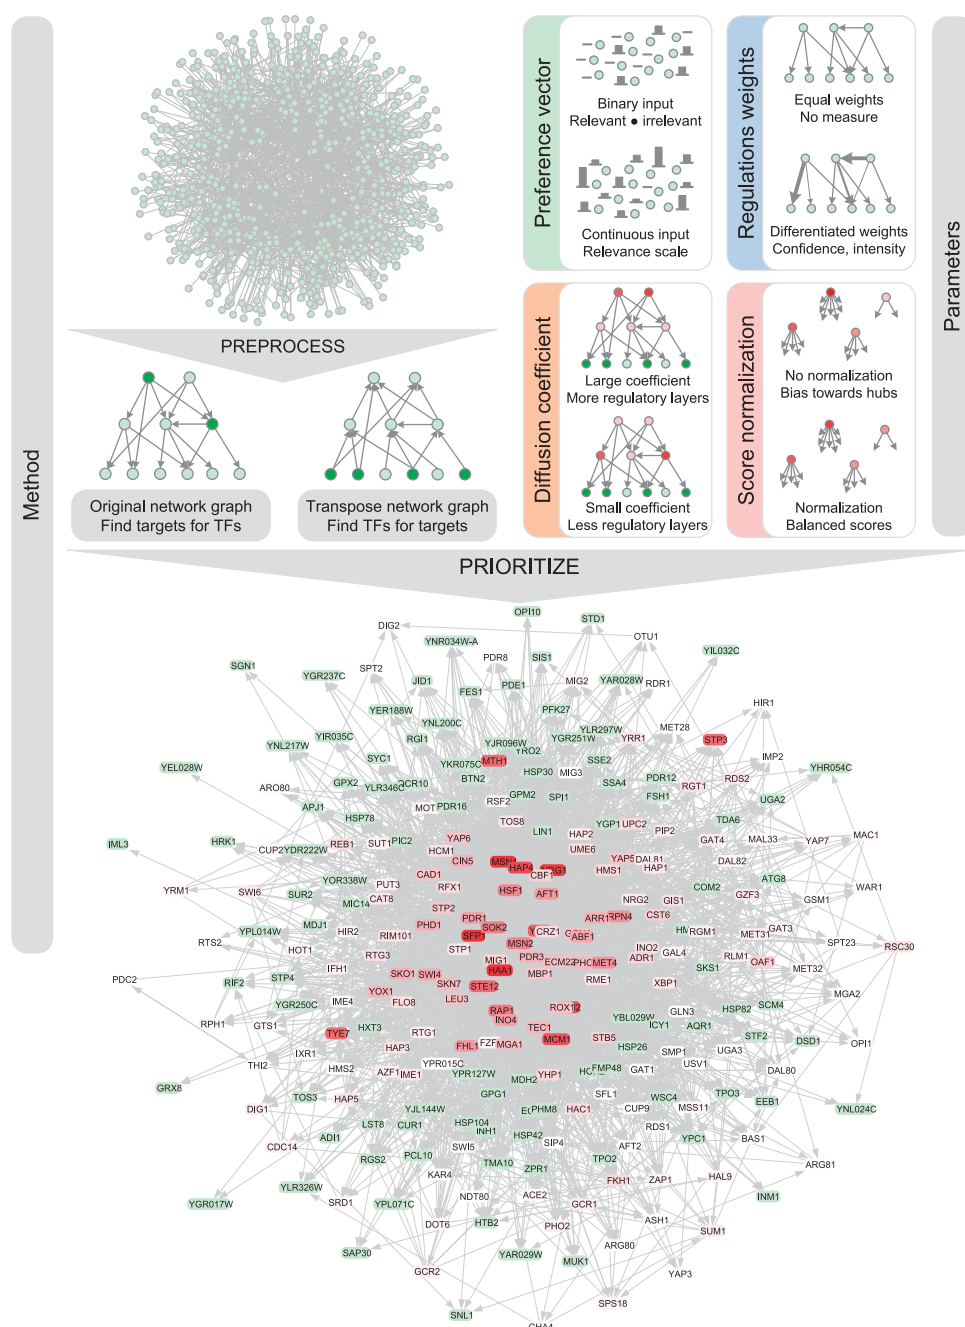 Method
PREPROCESS
Original network graph
Find targets for TFs
Transpose network graph
Find TFs for targets
Preference vector
Binary input
Relevant ● irrelevant
Continuous input
Relevance scale
Regulations weights
Equal weights
No measure
Differentiated weights
Confidence, intensity
Diffusion coefficient
Large coefficient
More regulatory layers
Small coefficient
Less regulatory layers
Score normalization
No normalization
Bias towards hubs
Normalization
Balanced scores
Parameters
PRIORITIZE
OPI10
STD1
DIG2
OTU1
YNR034W-A
YIL032C
PDR8
SIS1
SGN1
SPT2
YGR237C
JID1
FES1
PDE1
MIG2
YAR028W
RDR1
HIR1
YER188W
PFK27
YNL200C
YLR297W
MET28
YIR035C
RGI1
YJR096W
YGR251W
YRR1
STP3
YNL217W
SYC1
YRO2
SSE2
IMP2
YKR075C
MTH1
HSP30
MIG3
YEL028W
GPX2
QCR10
BTN2
SSA4
PDR12
RDS2
YHR054C
ARO80
YLR346C
GPM2
SPI1
FSH1
RGT1
UGA2
APJ1
MOT
PDR16
RSF2
HSP78
TOS8
LIN1
YGP1
UPC2
TDA6
IML3
HRK1
CUP2
YDR222W
REB1
SUT1
PIC2
YAP6
HAP2
PIP2
GAT4
MAL33
YAP7
MAC1
HCM1
UME6
CIN5
MSN
HAP4
CBF1
YAP5
DAL81
HAP1
DAL82
YOR338W
CAD1
HMS1
ATG8
YRM1
SWI6
SUR2
PUT3
RFX1
HSF1
AFT1
COM2
WAR1
CAT8
NRG2
GIS1
GZF3
GSM1
MIC14
STP2
MDJ1
PHD1
PDR1
SOK2
ARR1
RPN4
CST6
YPL014W
HIR2
SFP1
CRZ1
ABF1
RGM1
MET31
GAT3
RTS2
RIM101
MSN2
SPT23
RSC30
HOT1
RTG3
STP1
PDR3
INO2
GAL4
RLM1
IFH1
MIG1
ECM22
MET4
ADR1
OAF1
PDC2
STP4
SKO1
SWI4
HAA1
MBP1
SKS1
MET32
RIF2
YOX1
SKN7
STE12
RME1
XBP1
MGA2
YGR250C
IME4
FLO8
LEU3
RAP1
ROX1
GLN3
HSP82
SCM4
RPH1
GTS1
INO4
YBL029W
TYE7
HXT3
RTG1
TEC1
ICY1
AQR1
STF2
DSD1
OPI1
HAP3
FHL1
MGA1
MCM1
STB5
HSP26
SMP1
UGA3
IXR1
YPR015C
FMP48
USV1
THI2
HMS2
AZF1
IME1
YPR127W
YHP1
GAT1
DAL80
GRX8
MDH2
TOS3
HAP5
GPG1
SFL1
WSC4
TPO3
EEB1
YNL024C
DIG1
YJL144W
PHM8
HAC1
MSS11
LST8
CUP9
CUR1
HSP104
INH1
HSP42
RDS1
YPC1
BAS1
CDC14
ADI1
RGS2
PCL10
SWI5
SIP4
AFT2
TMA10
TPO2
ARG81
KAR4
ZPR1
FKH1
ZAP1
HAL9
YLR326W
NDT80
ACE2
INM1
YGR017W
SRD1
YPL071C
GCR1
DOT6
HTB2
PHO2
ASH1
SUM1
SAP30
YAR029W
ARG80
MUK1
GCR2
YAP3
SPS18
SNL1
CHA4